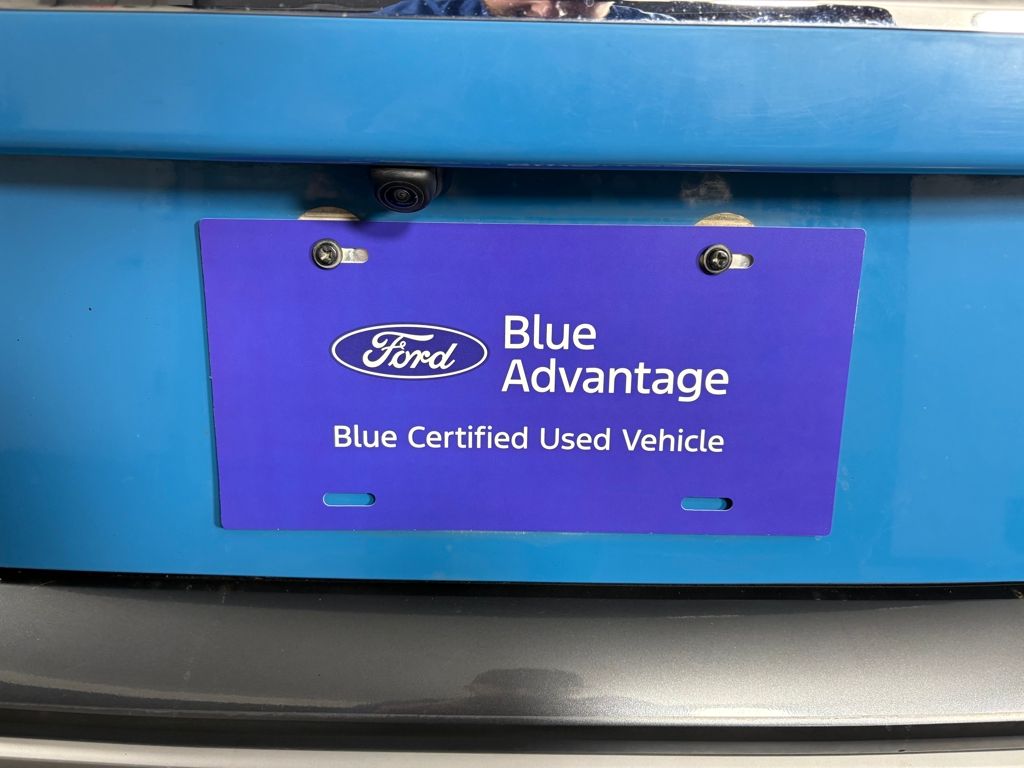 Ford
Blue
Advantage
Blue Certified Used Vehicle